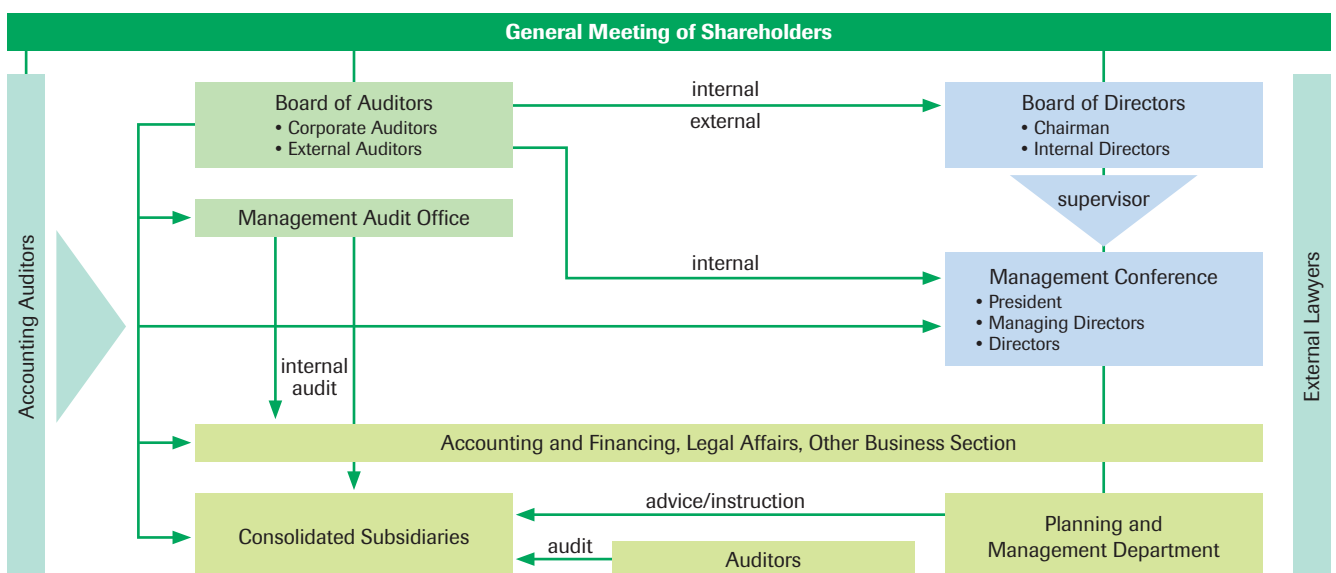 General Meeting of Shareholders
Accounting Auditors
Board of Auditors
• Corporate Auditors
• External Auditors
internal
external
Board of Directors
• Chairman
• Internal Directors
supervisor
Management Audit Office
internal
Management Conference
• President
• Managing Directors
• Directors
internal
audit
Accounting and Financing, Legal Affairs, Other Business Section
Consolidated Subsidiaries
advice/instruction
audit
Auditors
Planning and
Management Department
External Lawyers